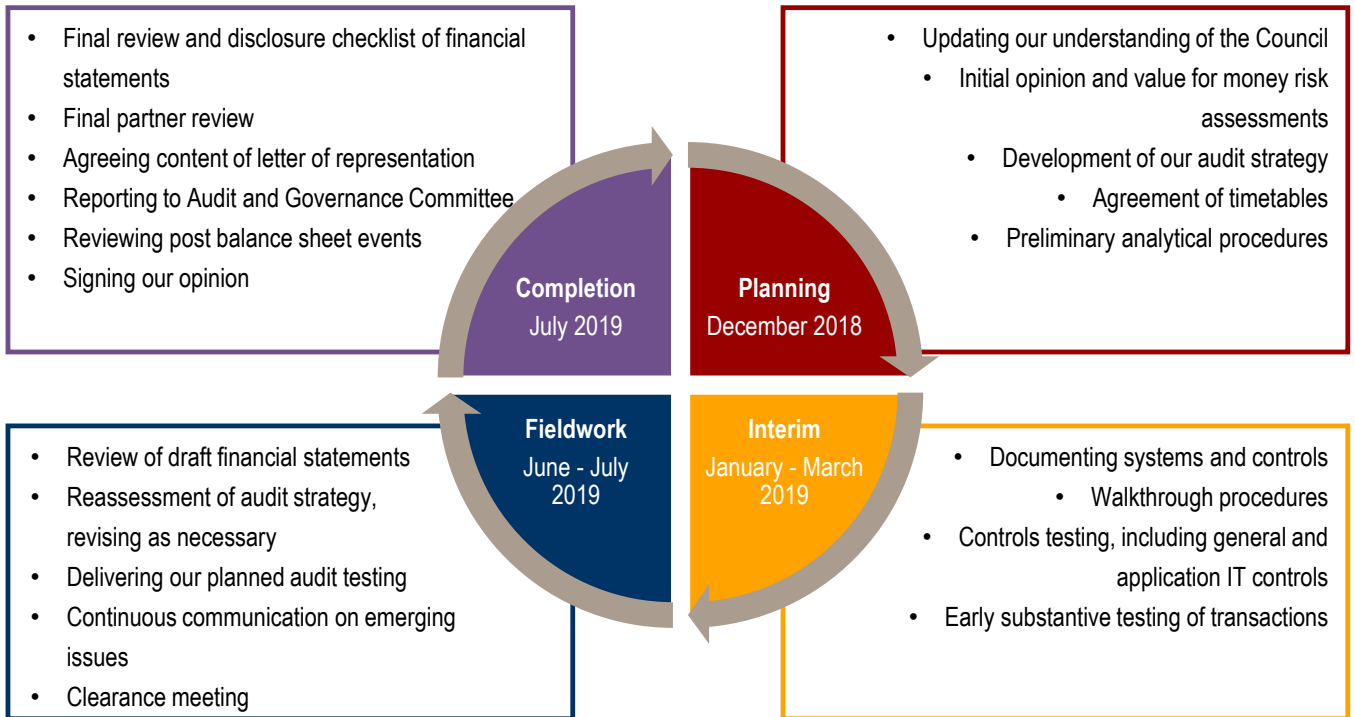 • Final review and disclosure checklist of financial
statements
• Final partner review
• Agreeing content of letter of representation
• Reporting to Audit and Governance Committee
• Reviewing post balance sheet events
• Signing our opinion
• Updating our understanding of the Council
• Initial opinion and value for money risk
assessments
• Development of our audit strategy
• Agreement of timetables
• Preliminary analytical procedures
Completion
July 2019
Planning
December 2018
Fieldwork
June - July
2019
Interim
January - March
2019
• Review of draft financial statements
• Reassessment of audit strategy,
revising as necessary
• Delivering our planned audit testing
• Continuous communication on emerging
issues
• Clearance meeting
• Documenting systems and controls
• Walkthrough procedures
• Controls testing, including general and
application IT controls
• Early substantive testing of transactions